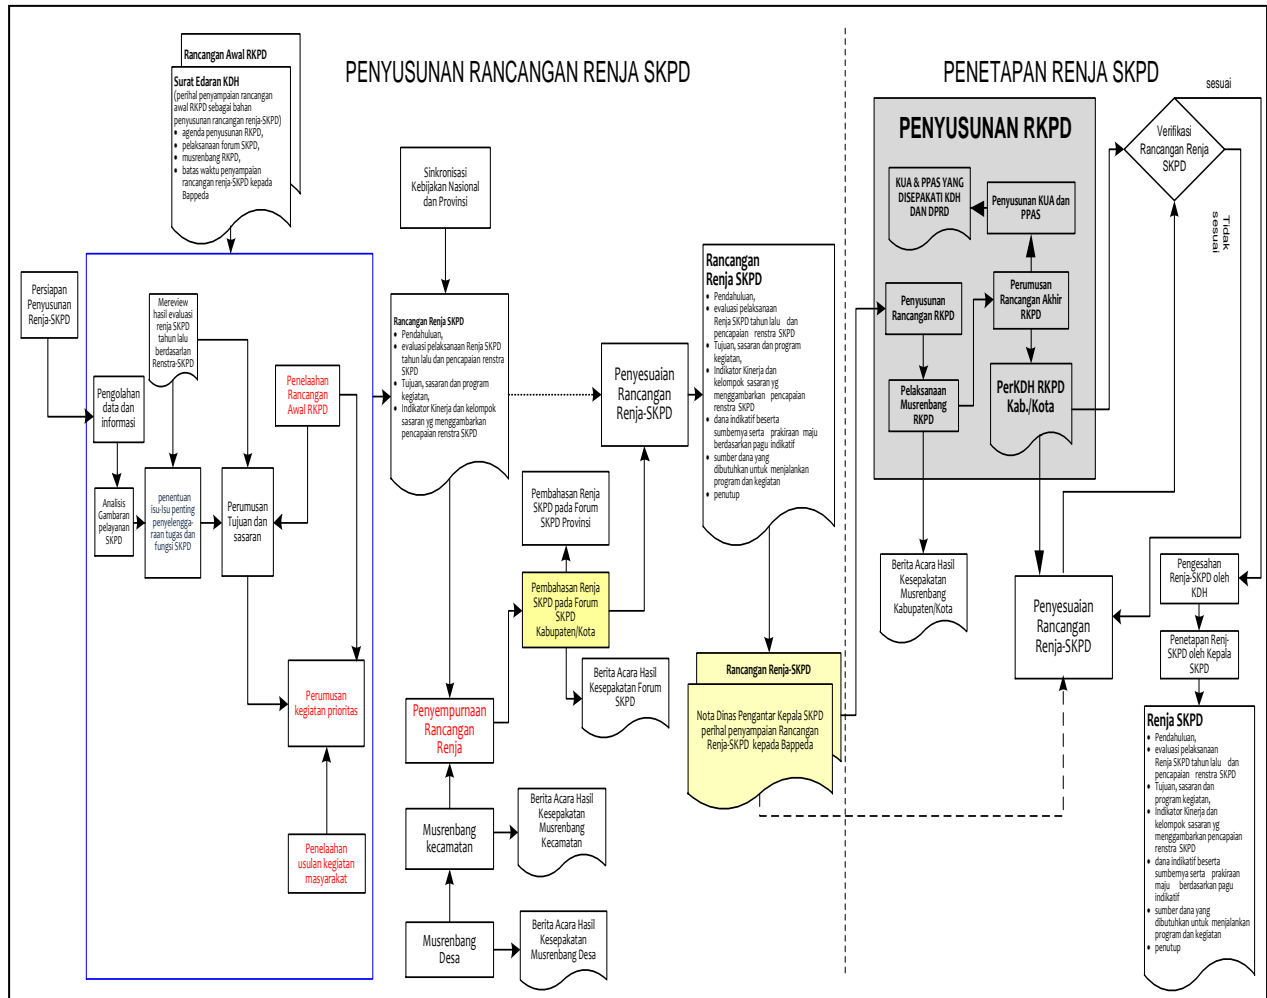 PENYUSUNAN RANCANGAN RENJA SKPD
PENETAPAN RENJA SKPD
Rancangan Awal RKPD
Surat Edaran KDH
(perihal penyampaian rancangan
awal RKPD sebagai bahan
penyusunan rancangan renja-SKPD)
• agenda penyusunan RKPD,
• pelaksanaan forum SKPD,
• musrenbang RKPD,
• batas waktu penyampaian
rancangan renja-SKPD kepada
Bappeda
Persiapan
Penyusunan
Renja-SKPD
Pengolahan
data dan
informasi
Analisis
Gambaran
pelayanan
SKPD
Mereview
hasil evaluasi
renja SKPD
tahun lalu
berdasarlan
Renstra-SKPD
penentuan
isu-Isu penting
penyelengga-
raan tugas dan
fungsi SKPD
Perumusan
Tujuan dan
sasaran
Penelaahan
Rancangan
Awal RKPD
Perumusan
kegiatan prioritas
Penelaahan
usulan kegiatan
masyarakat
Sinkronisasi
Kebijakan Nasional
dan Provinsi
Rancangan Renja SKPD
• Pendahuluan,
• evaluasi pelaksanaan Renja SKPD
tahun lalu dan pencapaian renstra
SKPD
• Tujuan, sasaran dan program
kegiatan,
• Indikator Kinerja dan kelompok
sasaran yg menggambarkan
pencapaian renstra SKPD
Penyempurnaan
Rancangan
Renja
Musrenbang
kecamatan
Musrenbang
Desa
Berita Acara Hasil
Kesepakatan
Musrenbang
Kecamatan
Berita Acara Hasil
Kesepakatan
Musrenbang Desa
Pembahasan Renja
SKPD pada Forum
SKPD Provinsi
Pembahasan Renja
SKPD pada Forum
SKPD
Kabupaten/Kota
Berita Acara Hasil
Kesepakatan Forum
SKPD
Penyesuaian
Rancangan
Renja-SKPD
Rancangan
Renja SKPD
• Pendahuluan,
• evaluasi pelaksanaan
Renja SKPD tahun lalu dan
pencapaian renstra SKPD
• Tujuan, sasaran dan program
kegiatan,
• Indikator Kinerja dan
kelompok sasaran yg
menggambarkan pencapaian
renstra SKPD
• dana indikatif beserta
sumbernya serta prakiraan maju
berdasarkan pagu indikatif
• sumber dana yang
dibutuhkan untuk menjalankan
program dan kegiatan
• penutup
Rancangan Renja-SKPD
Nota Dinas Pengantar Kepala SKPD
perihal penyampaian Rancangan
Renja-SKPD kepada Bappeda
PENYUSUNAN RKPD
KUA & PPAS YANG
DISEPAKATI KDH
DAN DPRD
Penyusunan KUA dan
PPAS
Penyusunan
Rancangan RKPD
Perumusan
Rancangan Akhir
RKPD
Pelaksanaan
Musrenbang
RKPD
PerKDH RKPD
Kab./Kota
Berita Acara Hasil
Kesepakatan
Musrenbang
Kabupaten/Kota
Penyesuaian
Rancangan
Renja-SKPD
Verifikasi
Rancangan Renja
SKPD
sesuai
Tidak
sesuai
Pengesahan
Renja-SKPD oleh
KDH
Penetapan Renj-
SKPD oleh Kepala
SKPD
Renja SKPD
• Pendahuluan,
• evaluasi pelaksanaan
Renja SKPD tahun lalu dan
pencapaian renstra SKPD
• Tujuan, sasaran dan
program kegiatan,
• Indikator Kinerja dan
kelompok sasaran yg
menggambarkan pencapaian
renstra SKPD
• dana indikatif beserta
sumbernya serta prakiraan
maju berdasarkan pagu
indikatif
• sumber dana yang
dibutuhkan untuk menjalankan
program dan kegiatan
• penutup